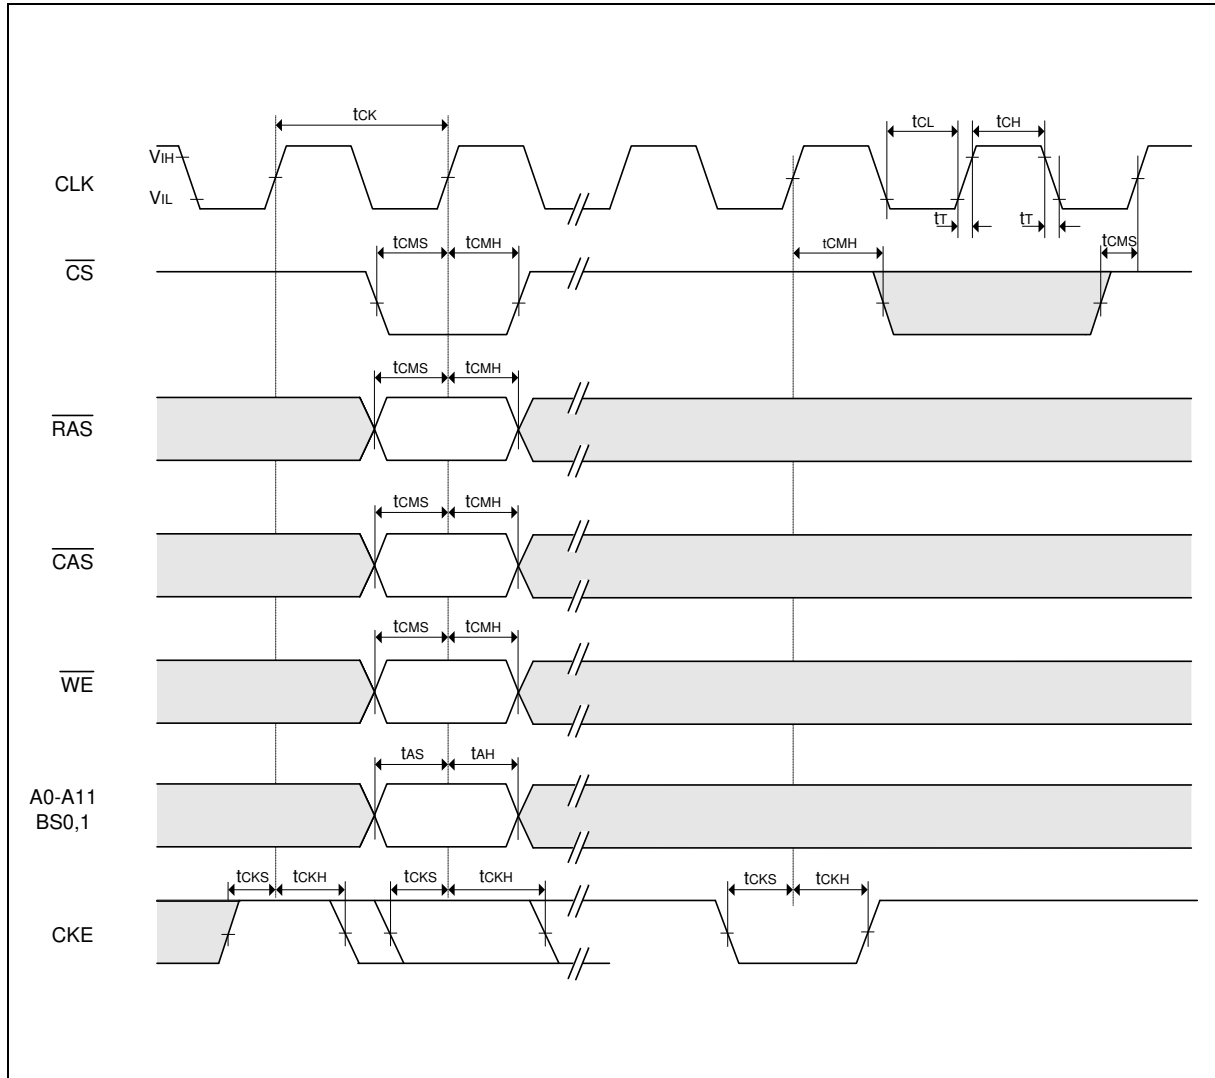 tCK
tCL
tCH
VIH
CLK
VIL
tT
tT
tCMS
tCMH
tCMH
tCMS
CS
tCMS
tCMH
RAS
tCMS
tCMH
CAS
tCMS
tCMH
WE
tAS
tAH
A0-A11
BS0,1
tCKS
tCKH
tCKS
tCKH
tCKS
tCKH
CKE